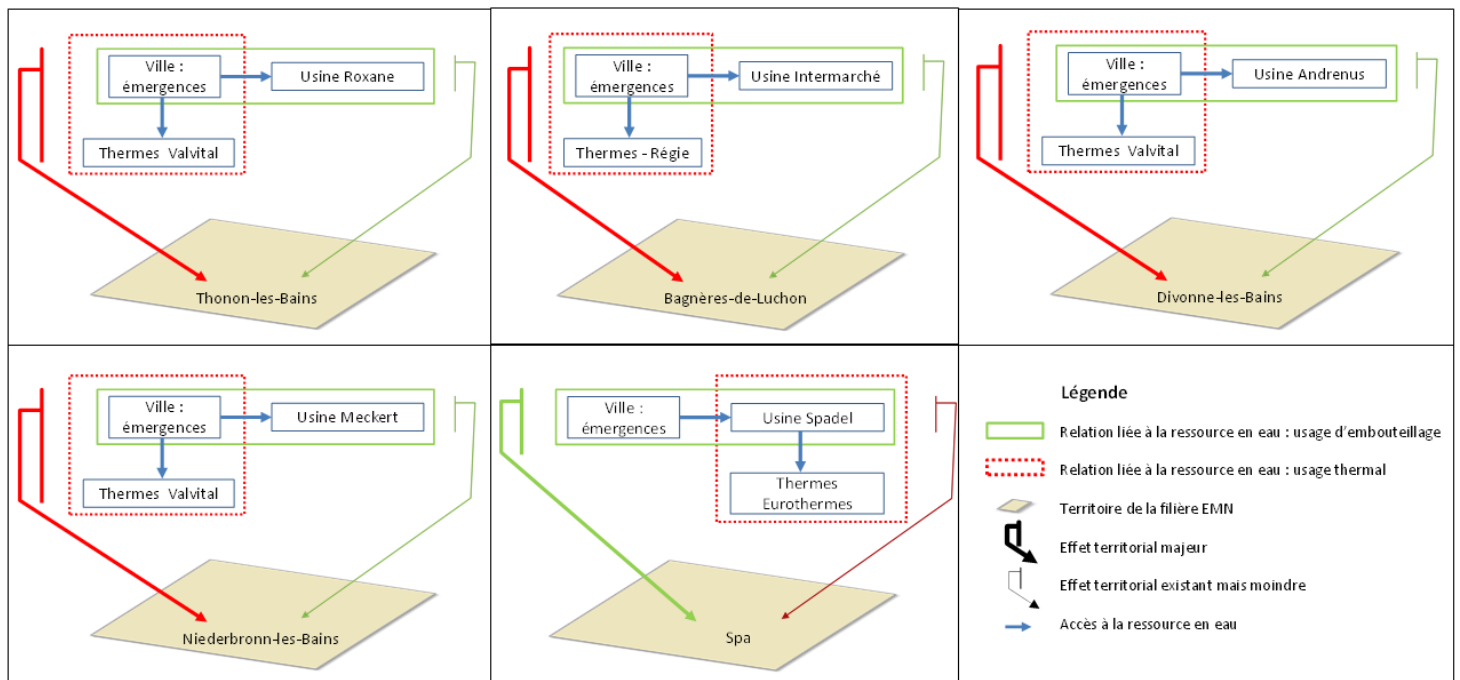 Ville :
émergences
Usine Roxane
Thermes Valvital
Thonon-les-Bains
Ville :
émergences
Usine Intermarché
Thermes - Régie
Bagnères-de-Luchon
Ville :
émergences
Usine Andrenus
Thermes Valvital
Divonne-les-Bains
Ville :
émergences
Usine Meckert
Thermes Valvital
Niederbronn-les-Bains
Ville :
émergences
Usine Spadel
Thermes
Eurothermes
Spa
Légende
Relation liée à la ressource en eau : usage d'embouteillage
Relation liée à la ressource en eau : usage thermal
Territoire de la filière EMN
Effet territorial majeur
Effet territorial existant mais moindre
Accès à la ressource en eau